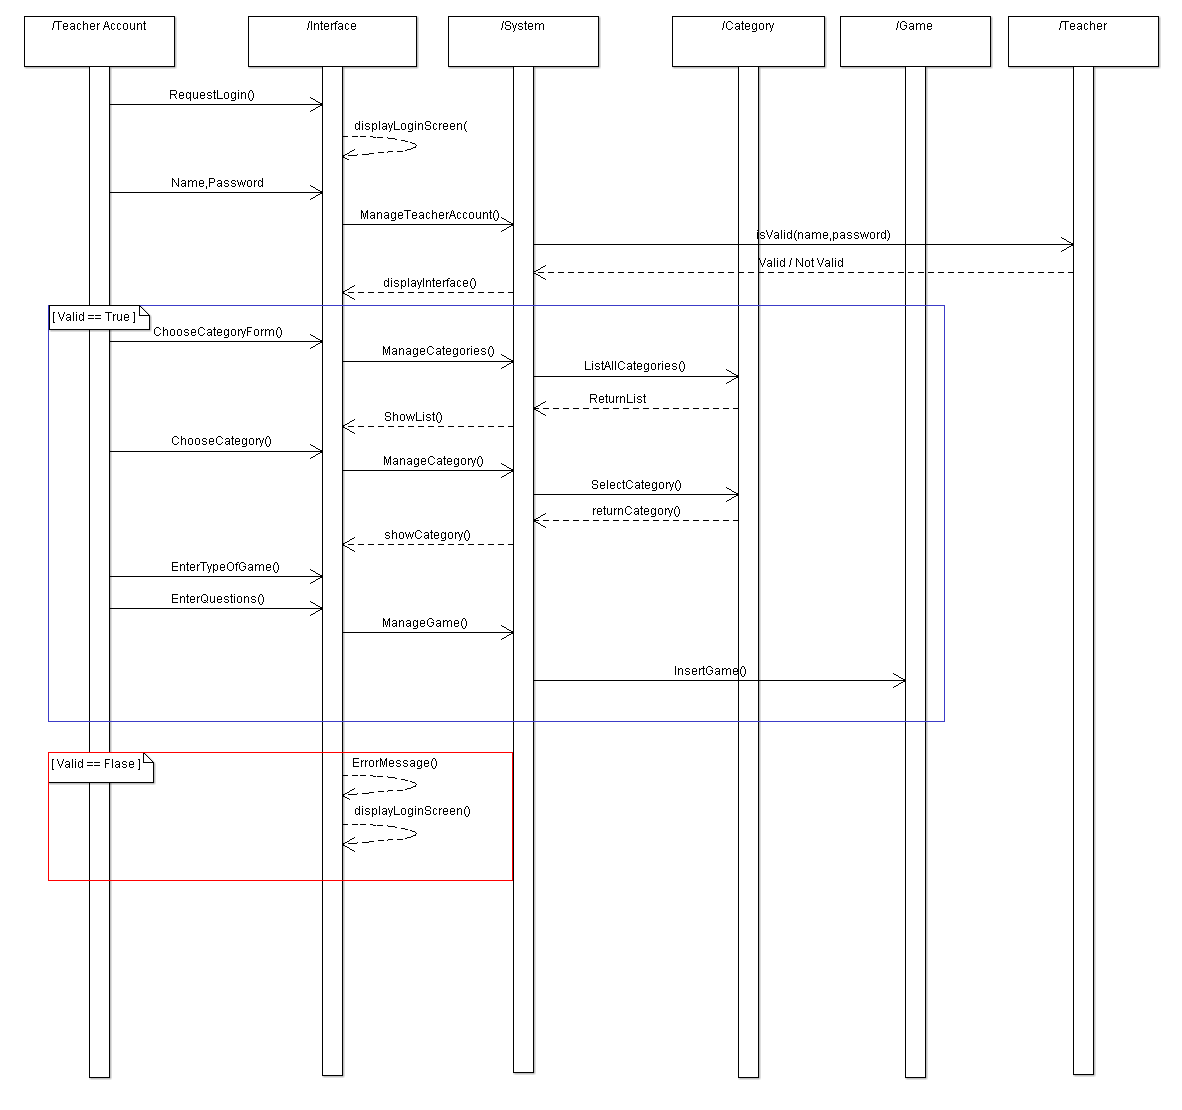 /Teacher Account
/Interface
/System
/Category
/Game
/Teacher
RequestLogin()
displayLoginScreen(
Name,Password
ManageTeacherAccount()
isValid(name,password)
Valid / Not Valid
displayInterface()
[ Valid == True ]
ChooseCategoryForm()
ManageCategories()
ListAllCategories()
ReturnList
ShowList()
ChooseCategory()
ManageCategory()
SelectCategory()
returnCategory()
showCategory()
EnterTypeOfGame()
EnterQuestions()
ManageGame()
InsertGame()
[ Valid == Flase ]
ErrorMessage()
displayLoginScreen()